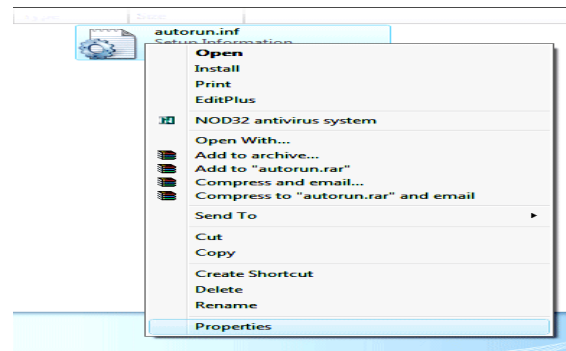 autorun.inf
Setup Information
Open
Install
Print
EditPlus
NOD32 antivirus system
Open With...
Add to archive...
Add to "autorun.rar"
Compress and email...
Compress to "autorun.rar" and email
Send To
Cut
Copy
Create Shortcut
Delete
Rename
Properties